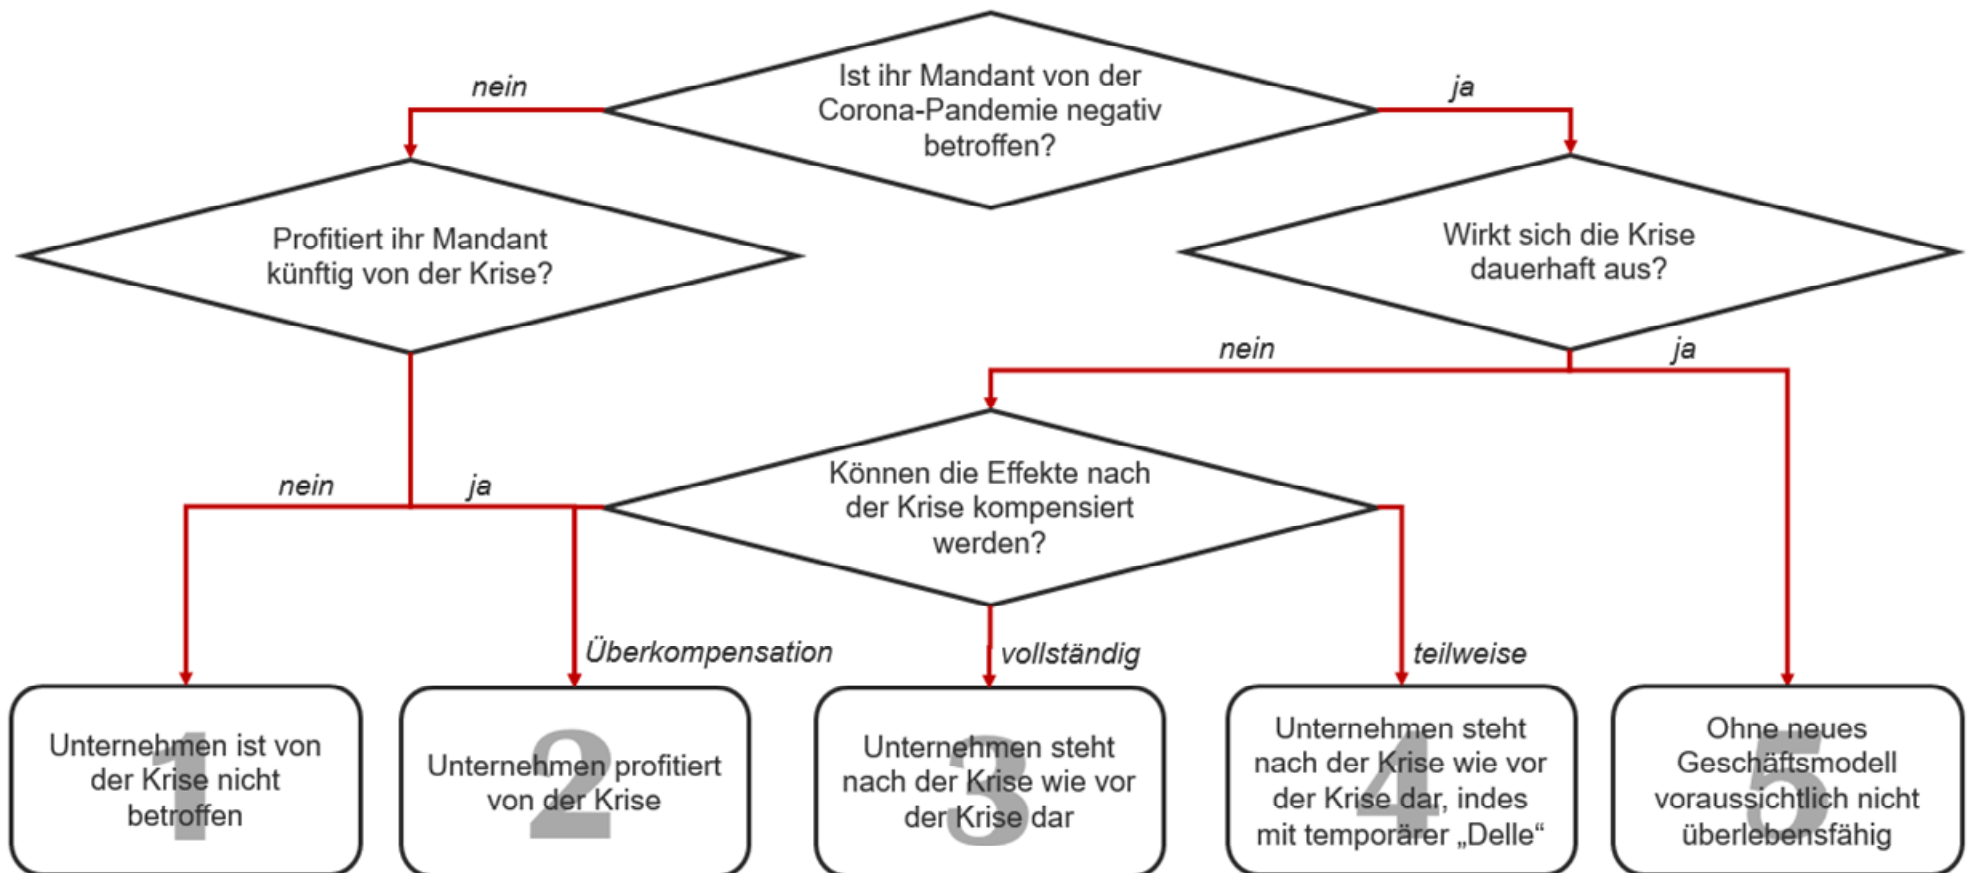 Ist ihr Mandant von der
Corona-Pandemie negativ
betroffen?
nein
ja
Profitiert ihr Mandant
künftig von der Krise?
Wirkt sich die Krise
dauerhaft aus?
nein
ja
Können die Effekte nach
der Krise kompensiert
werden?
nein
ja
Überkompensation
vollständig
teilweise
1
Unternehmen ist von
der Krise nicht
betroffen
2
Unternehmen profitiert
von der Krise
3
Unternehmen steht
nach der Krise wie vor
der Krise dar
4
Unternehmen steht
nach der Krise wie vor
der Krise dar, indes
mit temporärer „Delle“
5
Ohne neues
Geschäftsmodell
voraussichtlich nicht
überlebensfähig